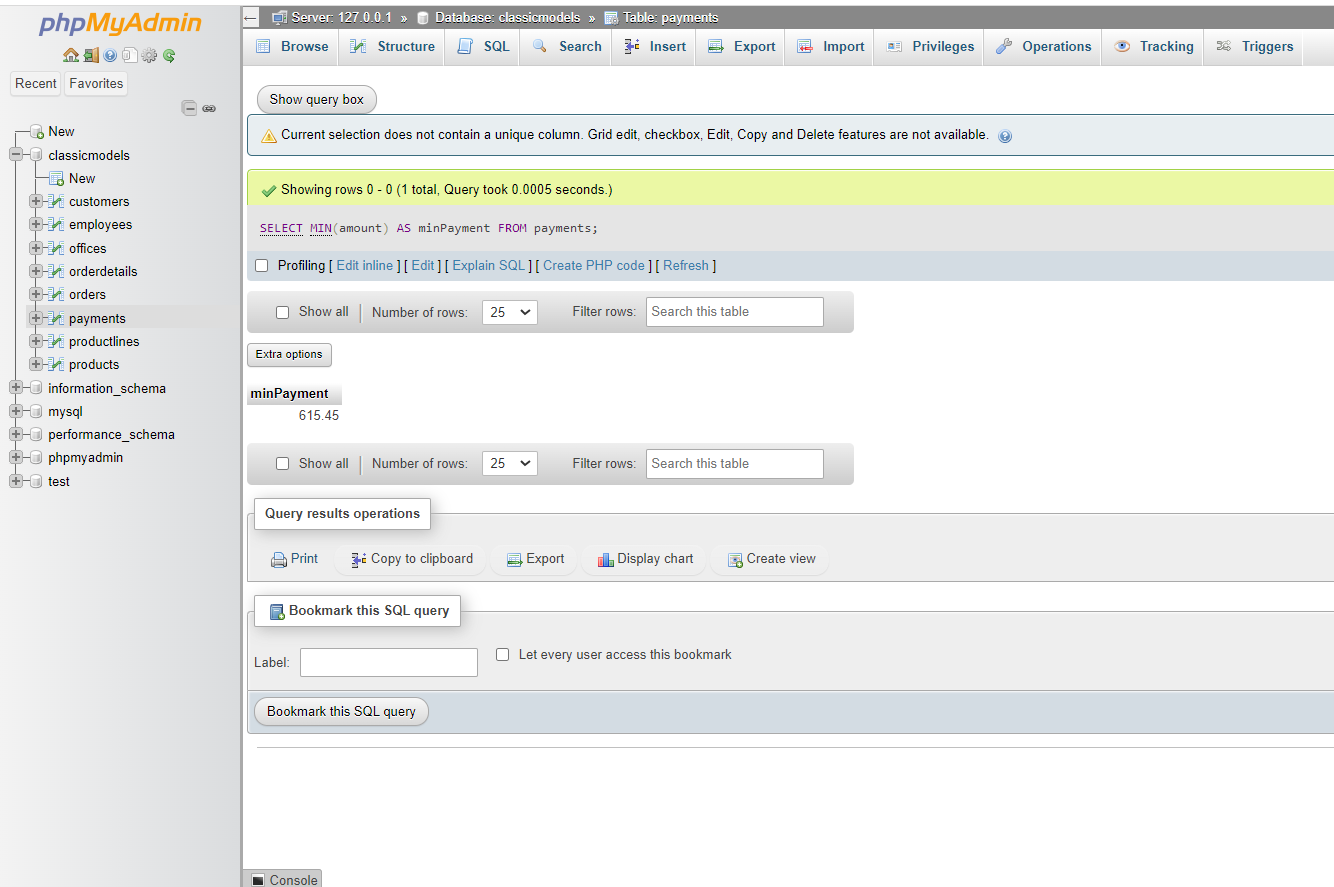 phpMyAdmin
Recent Favorites
New
classicmodels
New
customers
employees
offices
orderdetails
orders
payments
productlines
products
information_schema
mysql
performance_schema
phpmyadmin
test
Server: 127.0.0.1 » Database: classicmodels » Table: payments
Browse Structure SQL Search Insert Export Import Privileges Operations Tracking Triggers
Show query box
Current selection does not contain a unique column. Grid edit, checkbox, Edit, Copy and Delete features are not available.
Showing rows 0 - 0 (1 total, Query took 0.0005 seconds.)
SELECT MIN(amount) AS minPayment FROM payments;
Profiling [ Edit inline ] [ Edit ] [ Explain SQL ] [ Create PHP code ] [ Refresh ]
Show all | Number of rows: 25 Filter rows: Search this table
Extra options
minPayment
615.45
Show all | Number of rows: 25 Filter rows: Search this table
Query results operations
Print Copy to clipboard Export Display chart Create view
Bookmark this SQL query
Label: Let every user access this bookmark
Bookmark this SQL query
Console